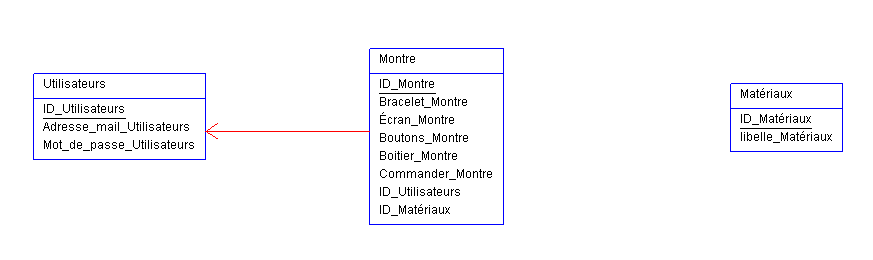 Utilisateurs
ID_Utilisateurs
Adresse_mail_Utilisateurs
Mot_de_passe_Utilisateurs
Montre
ID_Montre
Bracelet_Montre
Écran_Montre
Boutons_Montre
Boitier_Montre
Commander_Montre
ID_Utilisateurs
ID_Matériaux
Matériaux
ID_Matériaux
libelle_Matériaux